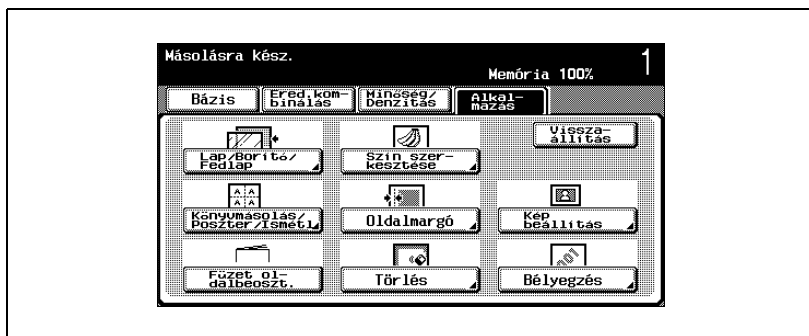 Másolásra kész.
1
Memória 100%
Bázis
Ered.kom-
binálás
Minőség/
Denzitás
Alkal-
mazás
Vissza-
állítás
Lap/Borító/
Fedlap
Szín szer-
kesztése
A A
A A
Könyvmásolás/
Poszter/Ismétl.
Oldalmargó
Kép
beállítás
Füzet ol-
dalbeoszt.
Törlés
Bélyegzés